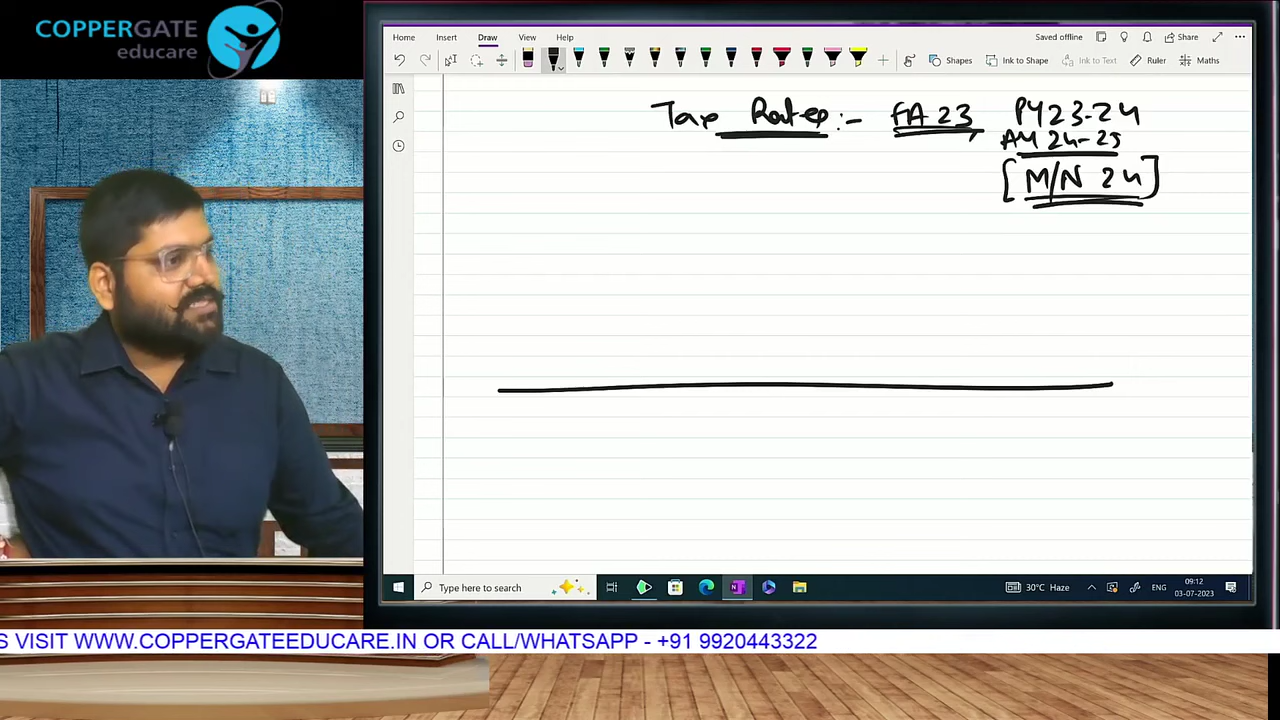 COPPERGATE
educare
Home Insert Draw View Help
Saved offline
Share
Shapes
Ink to Shape
Ink to Text
Ruler
Maths
Tax Rates :- FA 23 PY 23-24
AY 24-25
[M/N 24]
Type here to search
30°C Haze
ENG
09:12
03-07-2023
S VISIT WWW.COPPERGATEEDUCARE.IN OR CALL/WHATSAPP - +91 9920443322